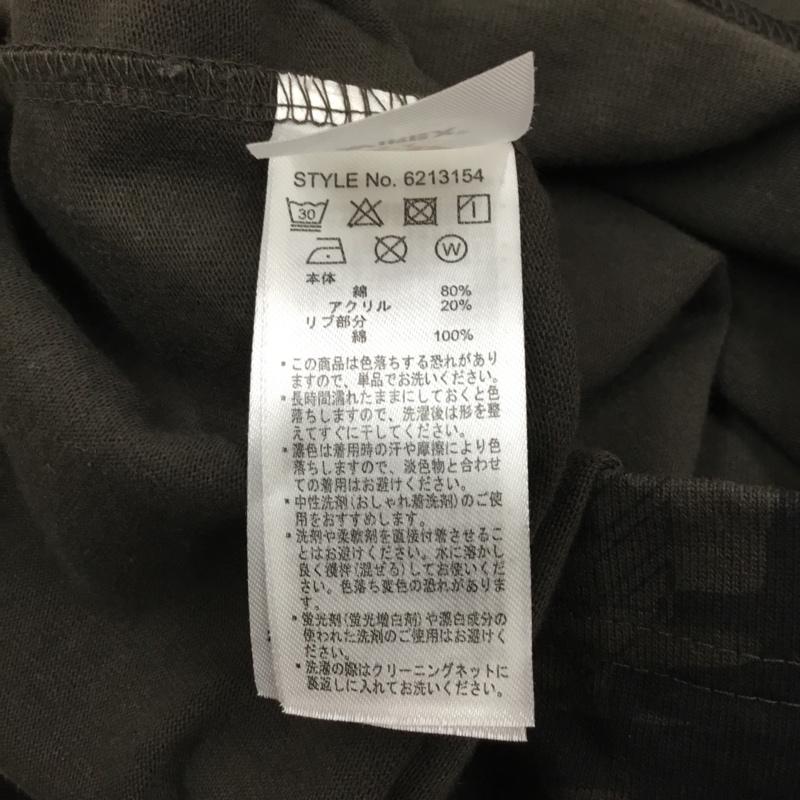 STYLE No. 6213154
30
W
本体
綿 80%
アクリル 20%
リブ部分
綿 100%
*この商品は色落ちする恐れがあり
ますので、単品でお洗いください。
*長時間濡れたままにしておくと色
落ちしますので、洗濯後は形を整
えてすぐに干してください。
*濃色は着用時の汗や摩擦により色
落ちしますので、淡色物と合わせ
ての着用はお避けください。
*中性洗剤(おしゃれ着洗剤)のご使
用をおすすめします。
*洗剤や柔軟剤を直接付着させるこ
とはお避けください。水に溶かし
良く撹拌(混ぜる)してお使いくだ
さい。色落ち変色の恐れがありま
す。
*蛍光剤(蛍光増白剤)や漂白成分の
使われた洗剤のご使用はお避けく
ださい。
*洗濯の際はクリーニングネットに
裏返しに入れてお洗いください。